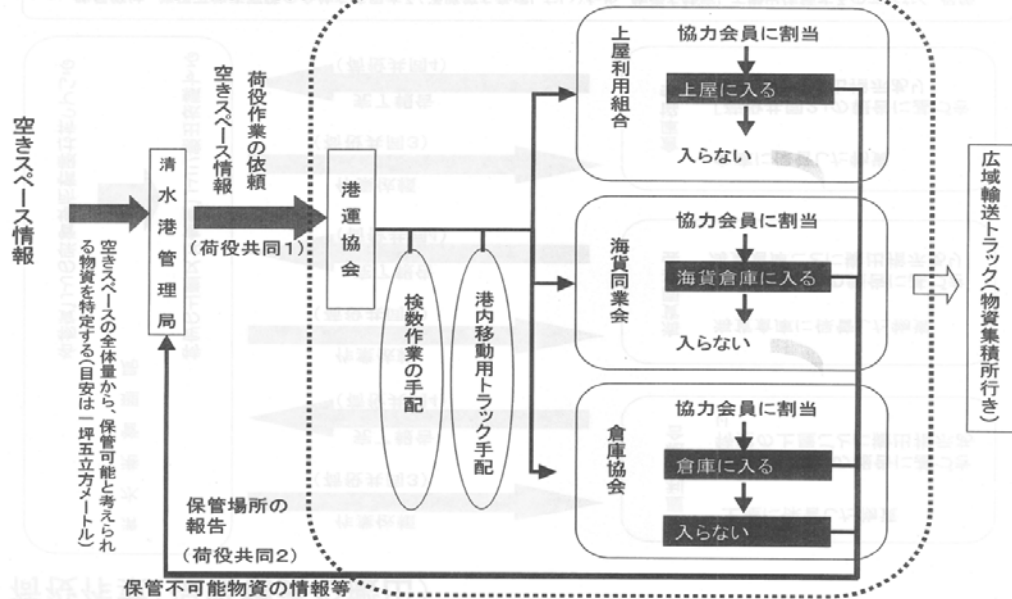 空きスペース情報
清水港管理局
空きスペースの全体量から、保管可能と考えられ
る物資を特定する（目安は一坪五立方メートル）
荷役作業の依頼
空きスペース情報
（荷役共同１）
港運協会
検数作業の手配
港内移動用トラック手配
上屋利用組合
協力会員に割当
上屋に入る
入らない
海貨同業会
協力会員に割当
海貨倉庫に入る
入らない
倉庫協会
協力会員に割当
倉庫に入る
入らない
広域輸送トラック（物資集積所行き）
保管場所の
報告
（荷役共同2）
保管不可能物資の情報等